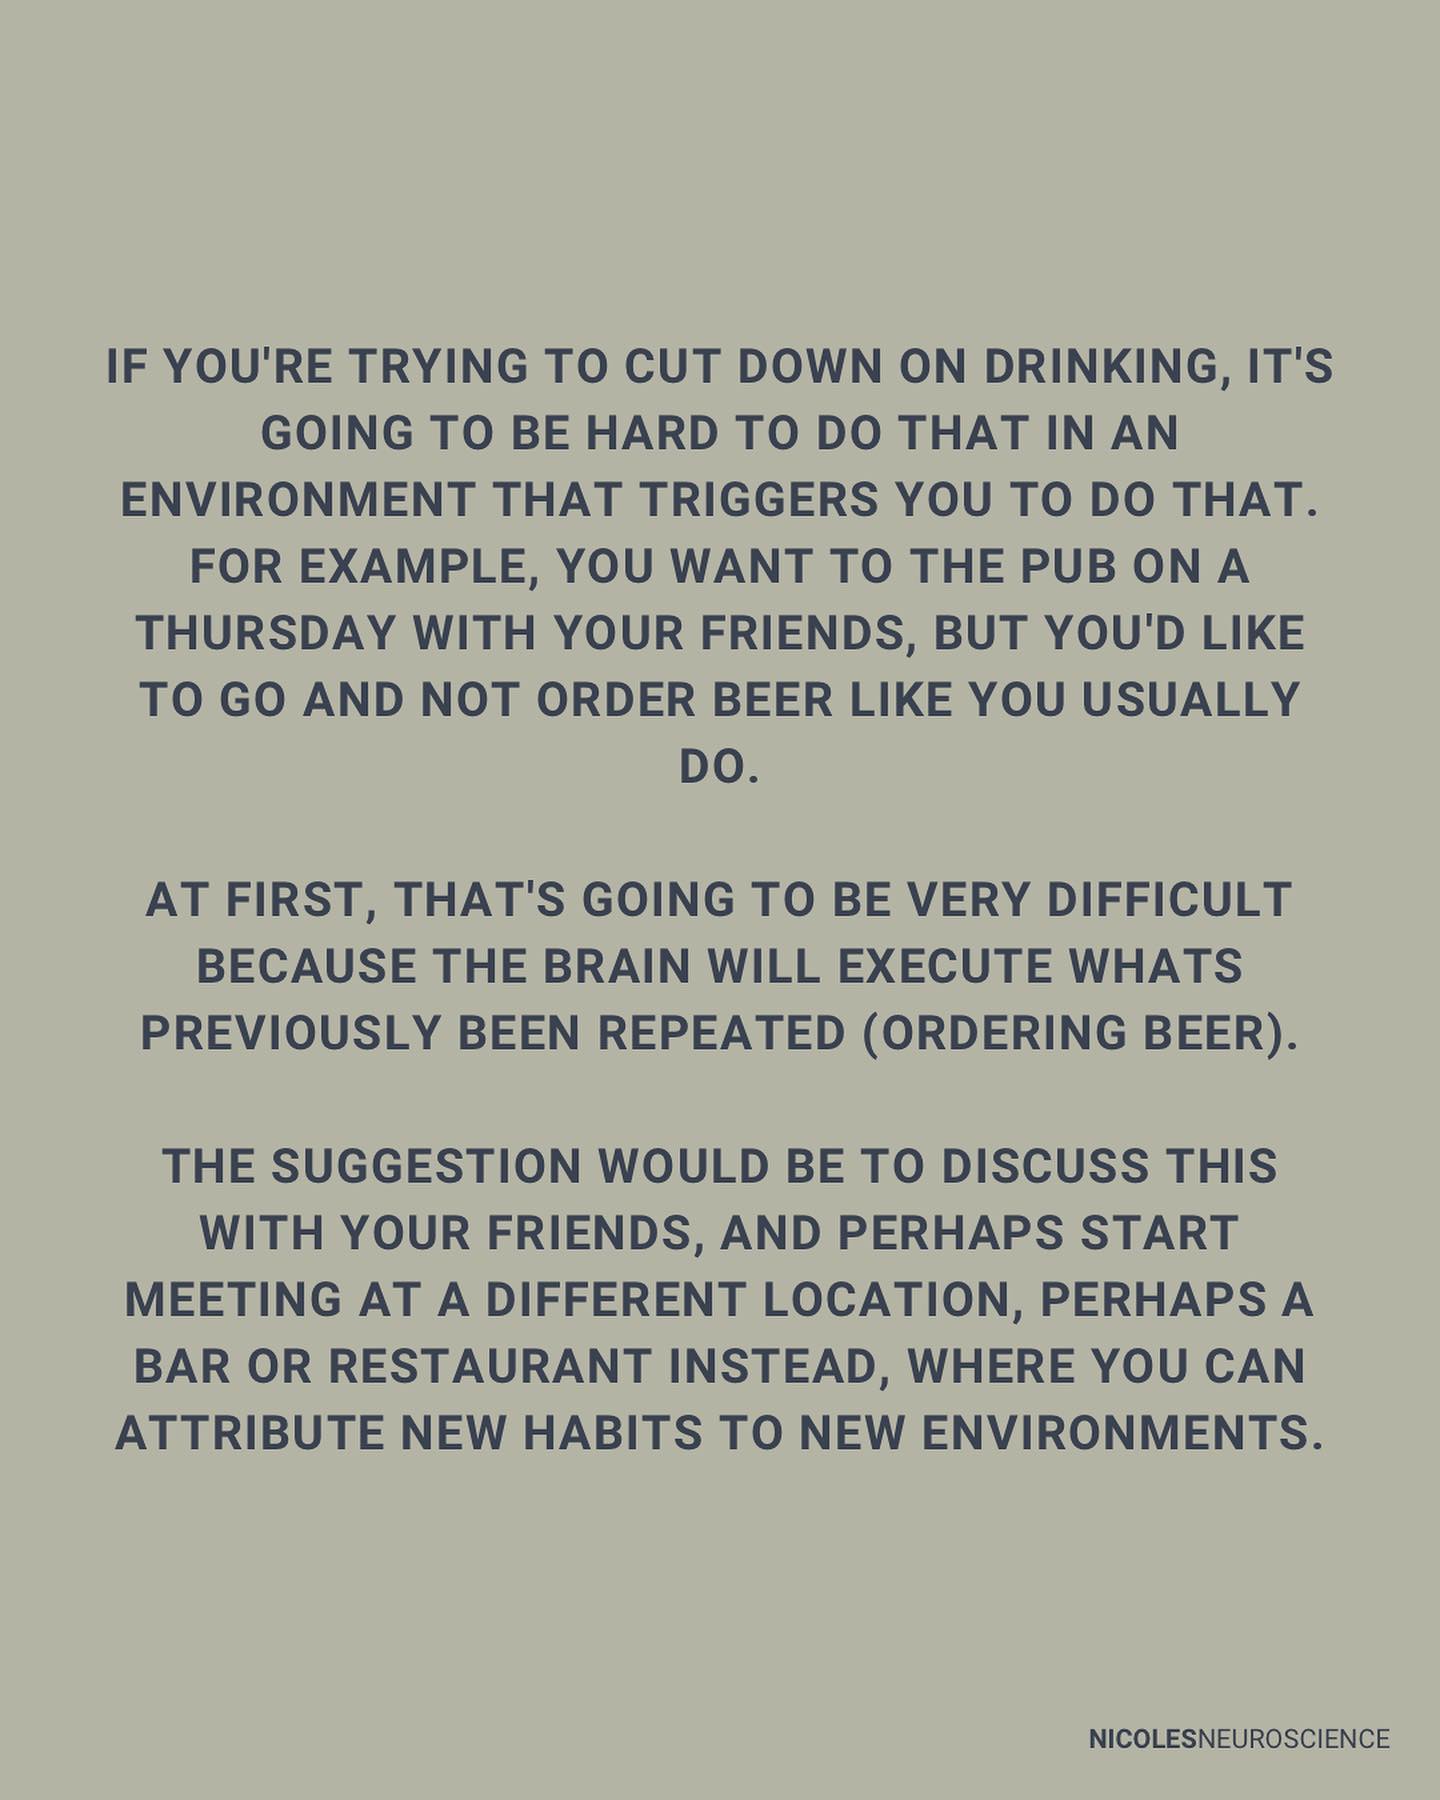 IF YOU'RE TRYING TO CUT DOWN ON DRINKING, IT'S
GOING TO BE HARD TO DO THAT IN AN
ENVIRONMENT THAT TRIGGERS YOU TO DO THAT.
FOR EXAMPLE, YOU WANT TO THE PUB ON A
THURSDAY WITH YOUR FRIENDS, BUT YOU'D LIKE
TO GO AND NOT ORDER BEER LIKE YOU USUALLY
DO.
AT FIRST, THAT'S GOING TO BE VERY DIFFICULT
BECAUSE THE BRAIN WILL EXECUTE WHATS
PREVIOUSLY BEEN REPEATED (ORDERING BEER).
THE SUGGESTION WOULD BE TO DISCUSS THIS
WITH YOUR FRIENDS, AND PERHAPS START
MEETING AT A DIFFERENT LOCATION, PERHAPS A
BAR OR RESTAURANT INSTEAD, WHERE YOU CAN
ATTRIBUTE NEW HABITS TO NEW ENVIRONMENTS.
NICOLESNEUROSCIENCE